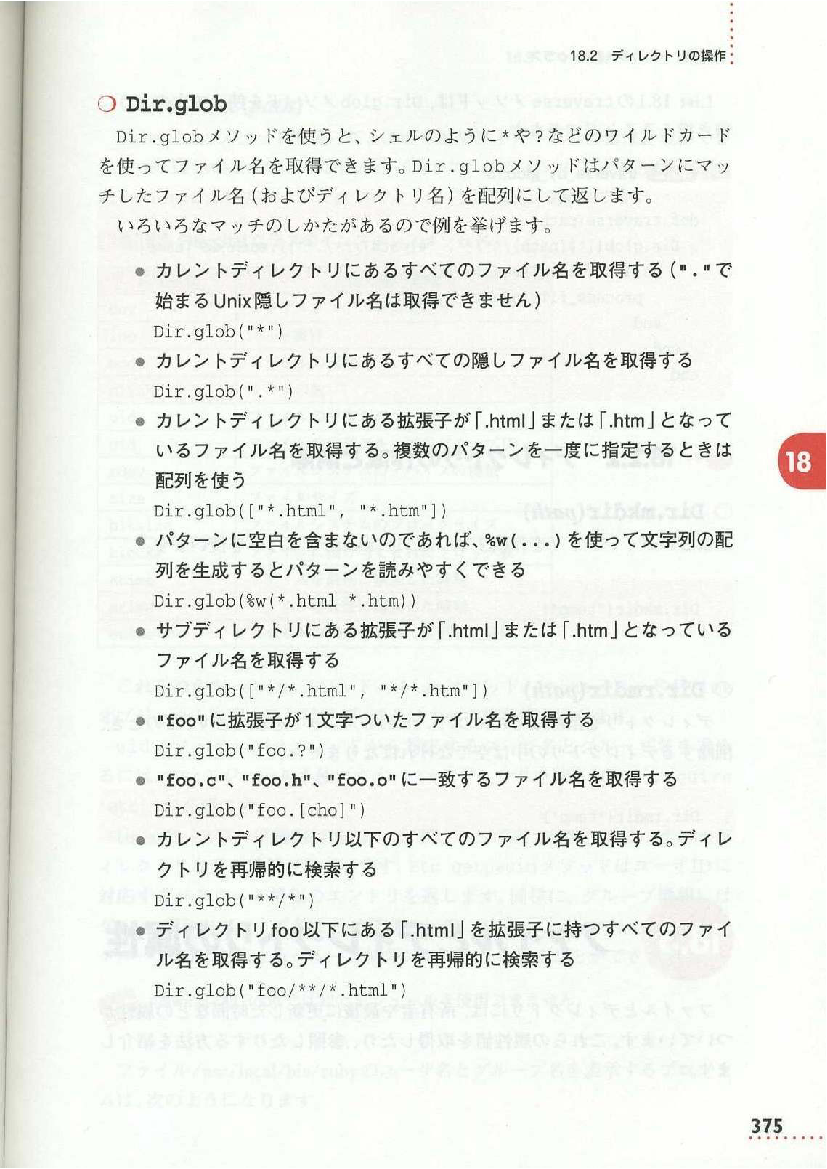 18.2 ディレクトリの操作
Dir.glob
Dir.globメソッドを使うと、シェルのように*や?などのワイルドカード
を使ってファイル名を取得できます。Dir.globメソッドはパターンにマッ
チしたファイル名(およびディレクトリ名)を配列にして返します。
いろいろなマッチのしかたがあるので例を挙げます。
● カレントディレクトリにあるすべてのファイル名を取得する("."で
始まるUnix隠しファイル名は取得できません)
Dir.glob("*")
● カレントディレクトリにあるすべての隠しファイル名を取得する
Dir.glob(".*")
● カレントディレクトリにある拡張子が「.html」または「.htm」となって
いるファイル名を取得する。複数のパターンを一度に指定するときは
配列を使う
18
Dir.glob(["*.html", "*.htm"])
● パターンに空白を含まないのであれば、%w(...)を使って文字列の配
列を生成するとパターンを読みやすくできる
Dir.glob(%w(*.html *.htm))
● サブディレクトリにある拡張子が「.html」または「.htm」となっている
ファイル名を取得する
Dir.glob(["*/*.html", "*/*.htm"])
● "foo"に拡張子が1文字ついたファイル名を取得する
Dir.glob("foo.?")
● "foo.c"、"foo.h"、"foo.o"に一致するファイル名を取得する
Dir.glob("foo.[cho]")
● カレントディレクトリ以下のすべてのファイル名を取得する。ディレ
クトリを再帰的に検索する
Dir.glob("**/*")
● ディレクトリfoo以下にある「.html」を拡張子に持つすべてのファイ
ル名を取得する。ディレクトリを再帰的に検索する
Dir.glob("foo/**/*.html")
375